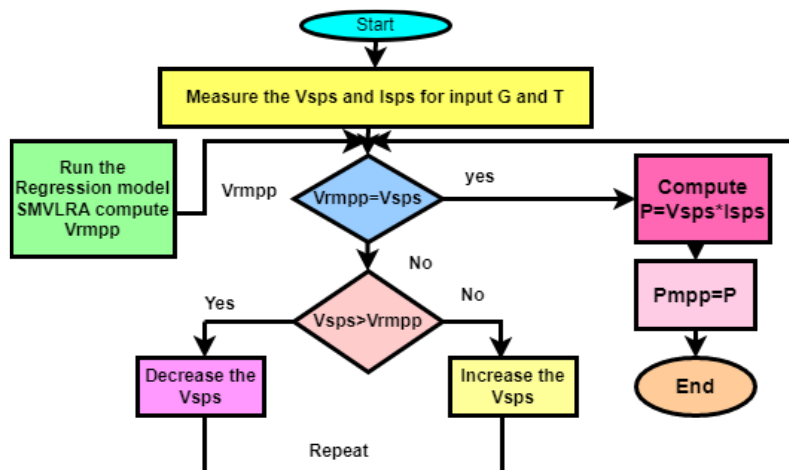 Start
Measure the Vsps and Isps for input G and T
Run the
Regression model
SMVLRA compute
Vrmpp
Vrmpp
Vrmpp=Vsps
yes
Compute
P=Vsps*Isps
No
Pmpp=P
Yes
Vsps>Vrmpp
No
Decrease the
Vsps
Increase the
Vsps
End
Repeat